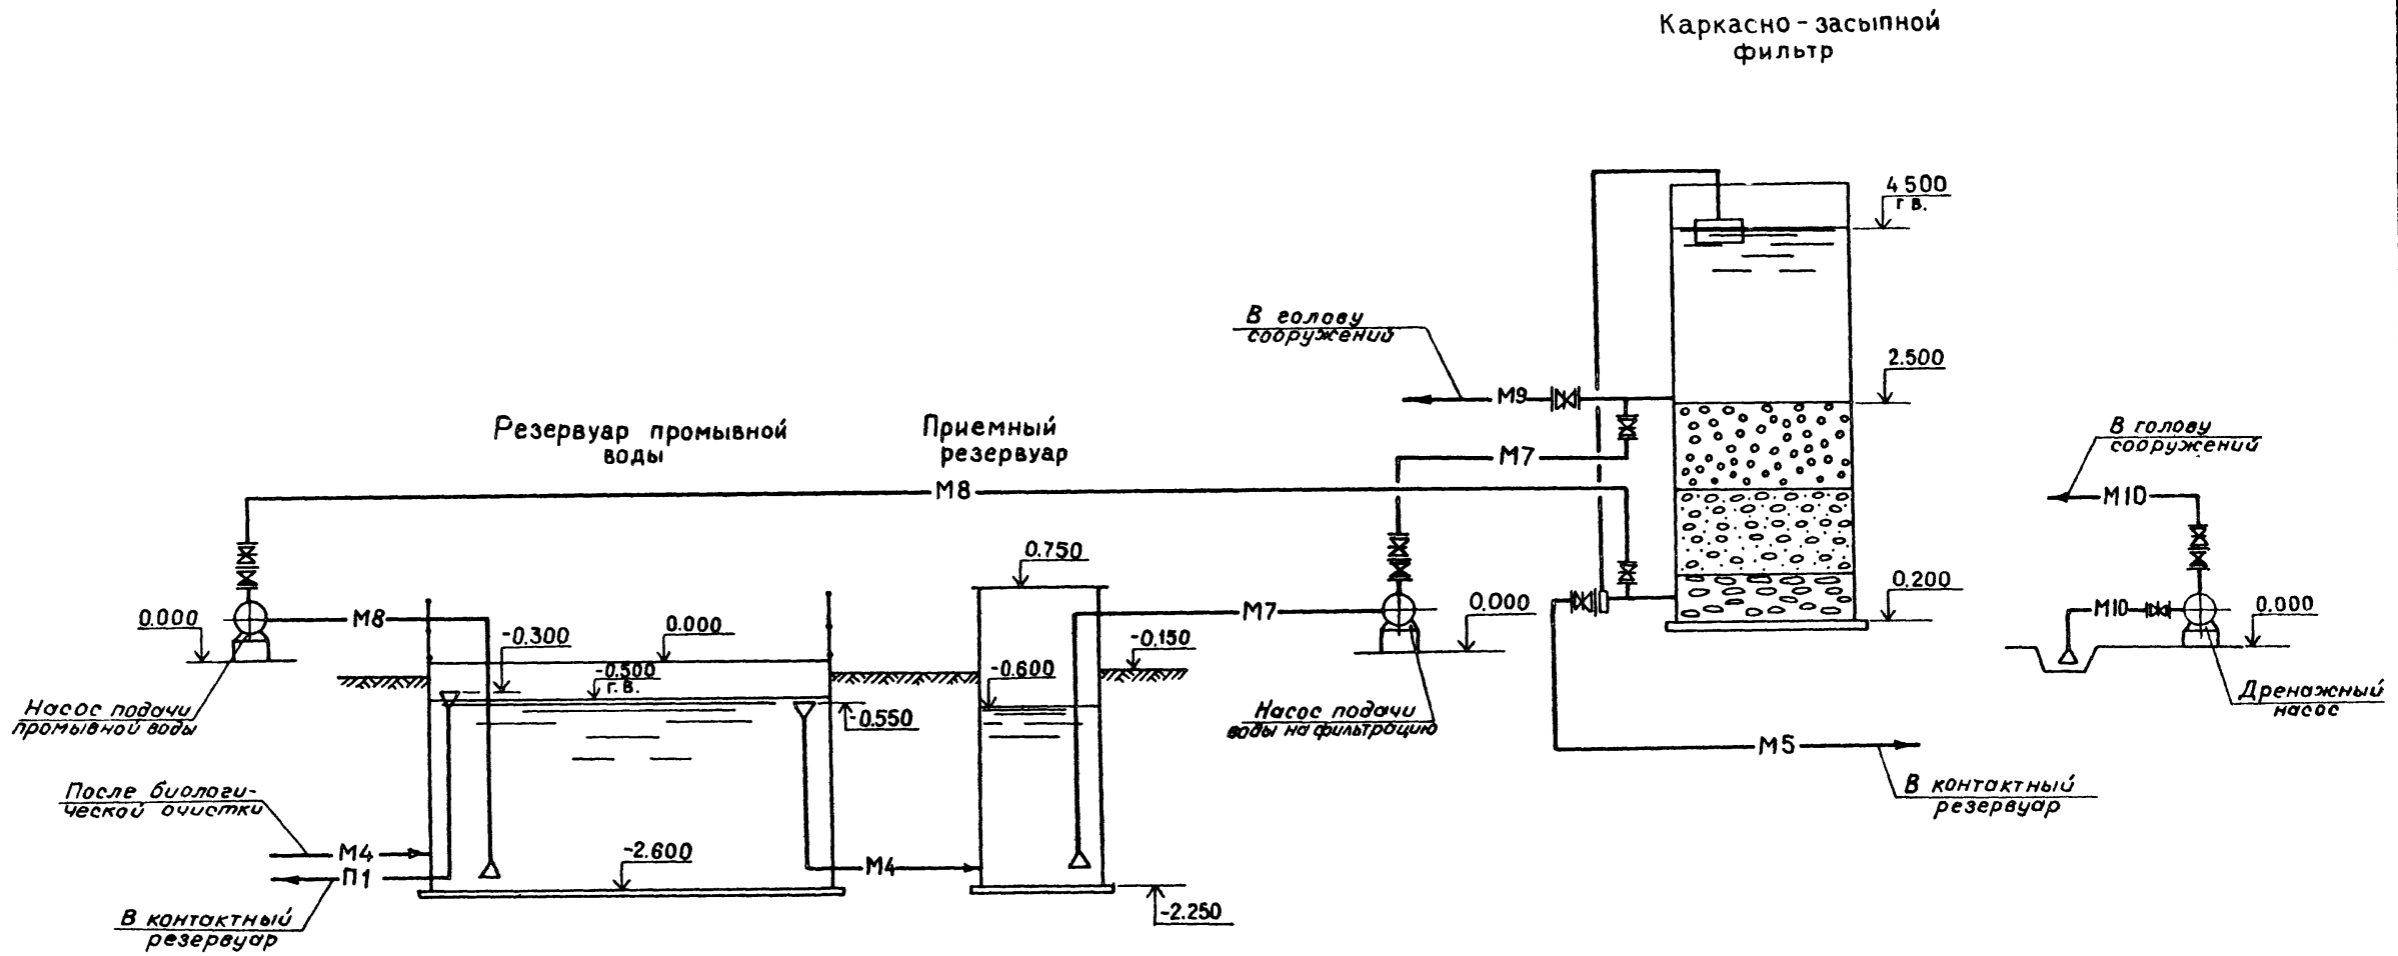 Каркасно-засыпной
фильтр
4 500
г в.
В голову
сооружений
2.500
М9
Резервуар промывной
воды
Приемный
резервуар
В голову
сооружений
М7
М8
М10
0.750
0.200
0.000
М8
-0.300
0.000
-0.500
г.в.
-0.550
-0.600
-0.150
М7
0.000
М10
0.000
Насос подачи
промывной воды
Насос подачи
воды на фильтрацию
Дренажный
насос
М5
В контактный
резервуар
После биологи-
ческой очистки
М4
П1
-2.600
М4
В контактный
резервуар
-2.250